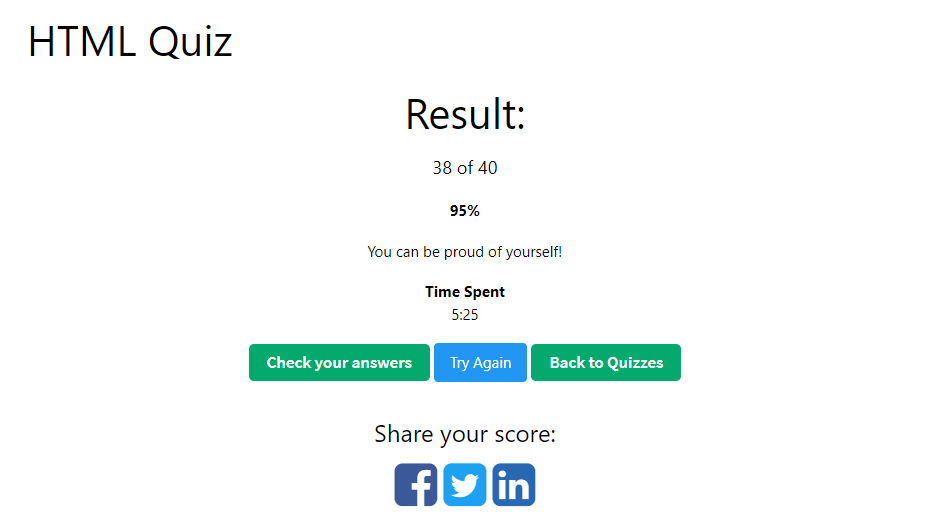 HTML Quiz
Result:
38 of 40
95%
You can be proud of yourself!
Time Spent
5:25
Check your answers Try Again Back to Quizzes
Share your score: